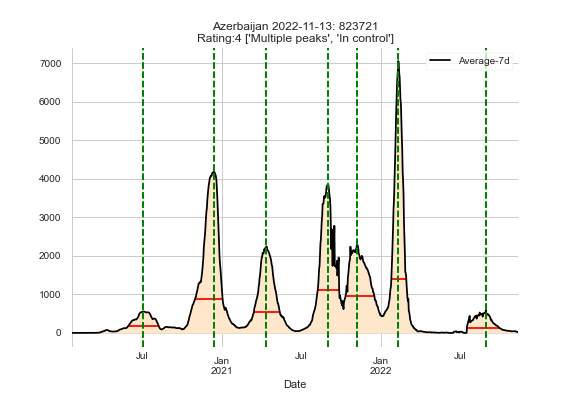 Azerbaijan 2022-11-13: 823721
Rating:4 ['Multiple peaks', 'In control']
Average-7d
7000
6000
5000
4000
3000
2000
1000
0
Jul
Jan
2021
Jul
Jan
2022
Jul
Date